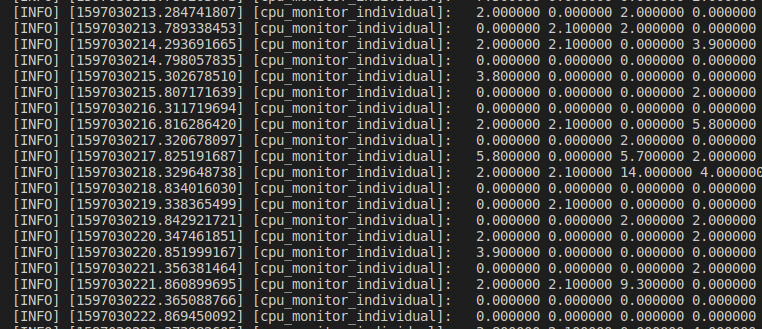 [INFO] [1597030213.284741807] [cpu_monitor_individual]: 2.000000 0.000000 2.000000 0.000000
[INFO] [1597030213.789338453] [cpu_monitor_individual]: 0.000000 2.100000 2.000000 0.000000
[INFO] [1597030214.293691665] [cpu_monitor_individual]: 2.000000 2.100000 0.000000 3.900000
[INFO] [1597030214.798057835] [cpu_monitor_individual]: 0.000000 0.000000 0.000000 0.000000
[INFO] [1597030215.302678510] [cpu_monitor_individual]: 3.800000 0.000000 0.000000 0.000000
[INFO] [1597030215.807171639] [cpu_monitor_individual]: 0.000000 0.000000 0.000000 2.000000
[INFO] [1597030216.311719694] [cpu_monitor_individual]: 0.000000 0.000000 0.000000 0.000000
[INFO] [1597030216.816286420] [cpu_monitor_individual]: 2.000000 2.100000 0.000000 5.800000
[INFO] [1597030217.320678097] [cpu_monitor_individual]: 0.000000 0.000000 2.000000 0.000000
[INFO] [1597030217.825191687] [cpu_monitor_individual]: 5.800000 0.000000 5.700000 2.000000
[INFO] [1597030218.329648738] [cpu_monitor_individual]: 2.000000 2.100000 14.000000 4.000000
[INFO] [1597030218.834016030] [cpu_monitor_individual]: 0.000000 0.000000 0.000000 0.000000
[INFO] [1597030219.338365499] [cpu_monitor_individual]: 0.000000 2.100000 0.000000 0.000000
[INFO] [1597030219.842921721] [cpu_monitor_individual]: 0.000000 0.000000 2.000000 2.000000
[INFO] [1597030220.347461851] [cpu_monitor_individual]: 2.000000 0.000000 0.000000 2.000000
[INFO] [1597030220.851999167] [cpu_monitor_individual]: 3.900000 0.000000 0.000000 0.000000
[INFO] [1597030221.356381464] [cpu_monitor_individual]: 0.000000 0.000000 0.000000 2.000000
[INFO] [1597030221.860899695] [cpu_monitor_individual]: 2.000000 2.100000 9.300000 0.000000
[INFO] [1597030222.365088766] [cpu_monitor_individual]: 0.000000 0.000000 0.000000 0.000000
[INFO] [1597030222.869450092] [cpu_monitor_individual]: 0.000000 0.000000 0.000000 0.000000